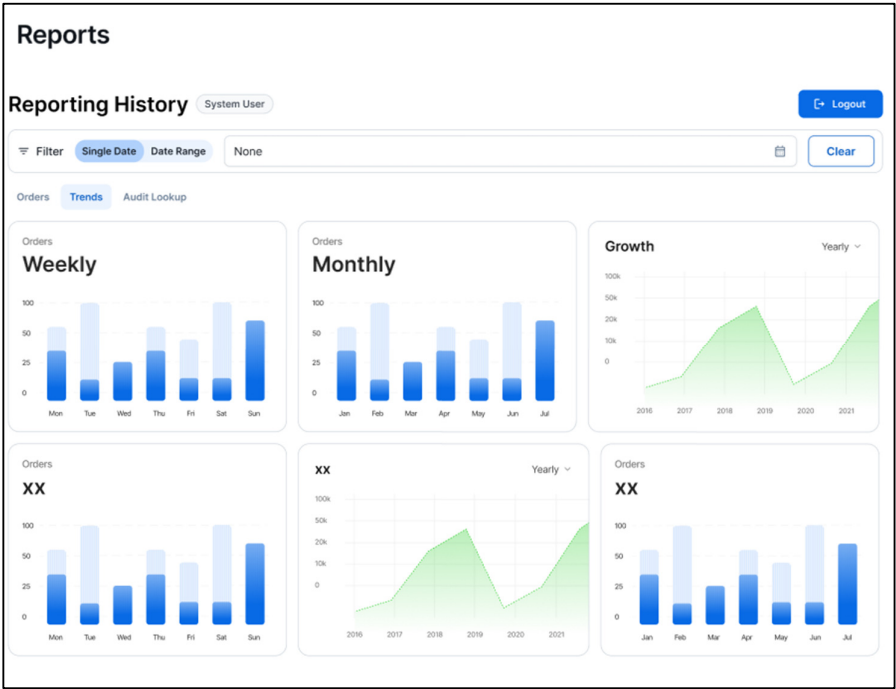 Reports
Reporting History System User Logout
Filter Single Date Date Range None Clear
Orders Trends Audit Lookup
Orders
Weekly
100
50
25
0
Mon Tue Wed Thu Fri Sat Sun
Orders
Monthly
100
50
25
0
Jan Feb Mar Apr May Jun Jul
Growth Yearly
100k
50k
20k
10k
0
2016 2017 2018 2019 2020 2021
Orders
XX
100
50
25
0
Mon Tue Wed Thu Fri Sat Sun
XX Yearly
100k
50k
20k
10k
0
2016 2017 2018 2019 2020 2021
Orders
XX
100
50
25
0
Jan Feb Mar Apr May Jun Jul